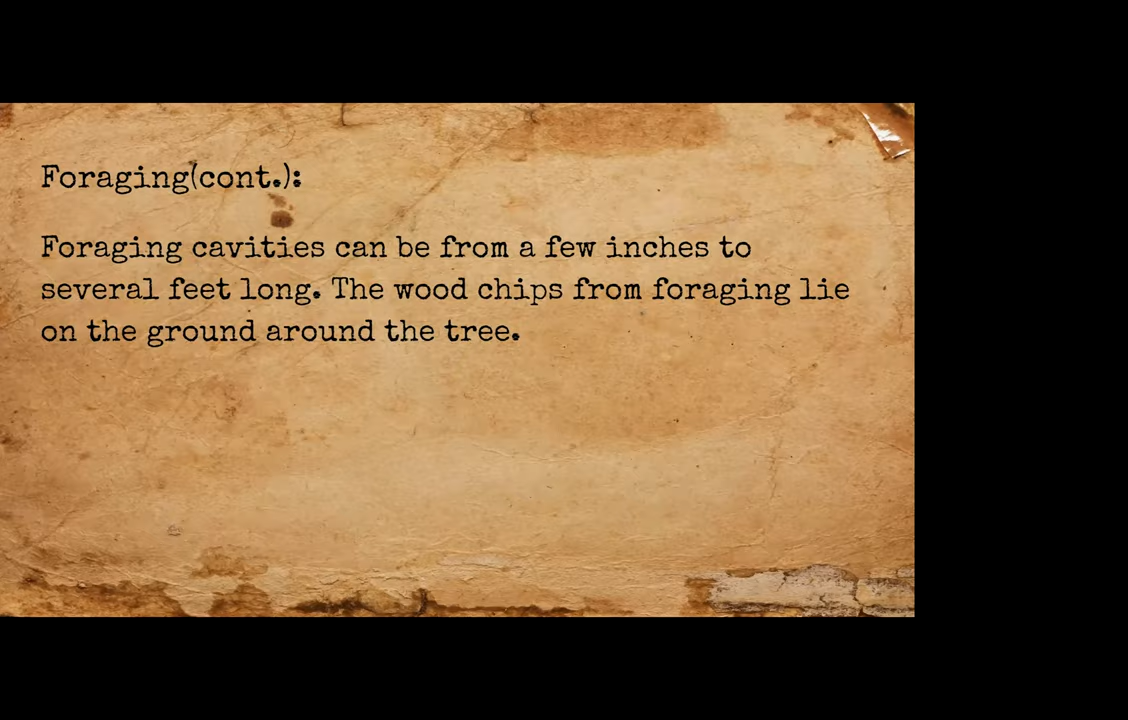 Foraging(cont.):
Foraging cavities can be from a few inches to
several feet long. The wood chips from foraging lie
on the ground around the tree.